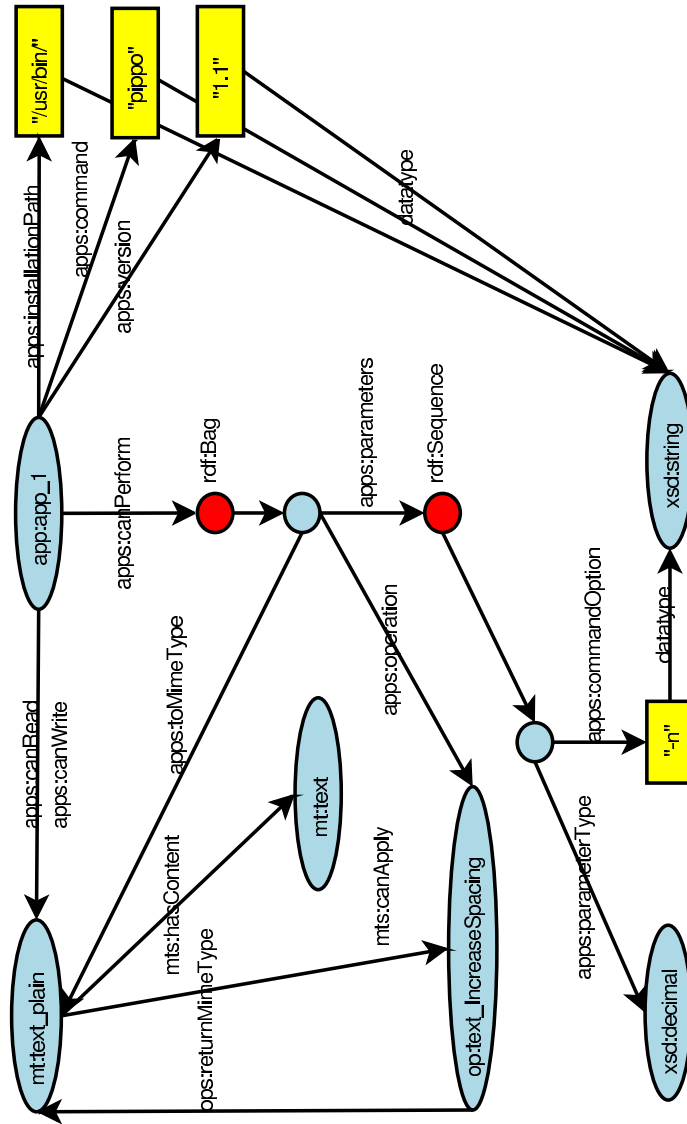 mt:text_plain
apps:canRead
apps:canWrite
app:app_1
apps:installationPath
"/usr/bin/"
apps:command
"pippo"
apps:version
"1.1"
apps:canPerform
apps:toMimeType
mts:hasContent
ops:returnMimeType
rdf:Bag
mt:text
apps:parameters
mts:canApply
apps:operation
datatype
rdf:Sequence
op:text_IncreaseSpacing
apps:parameterType
apps:commandOption
xsd:decimal
"-n"
datatype
xsd:string